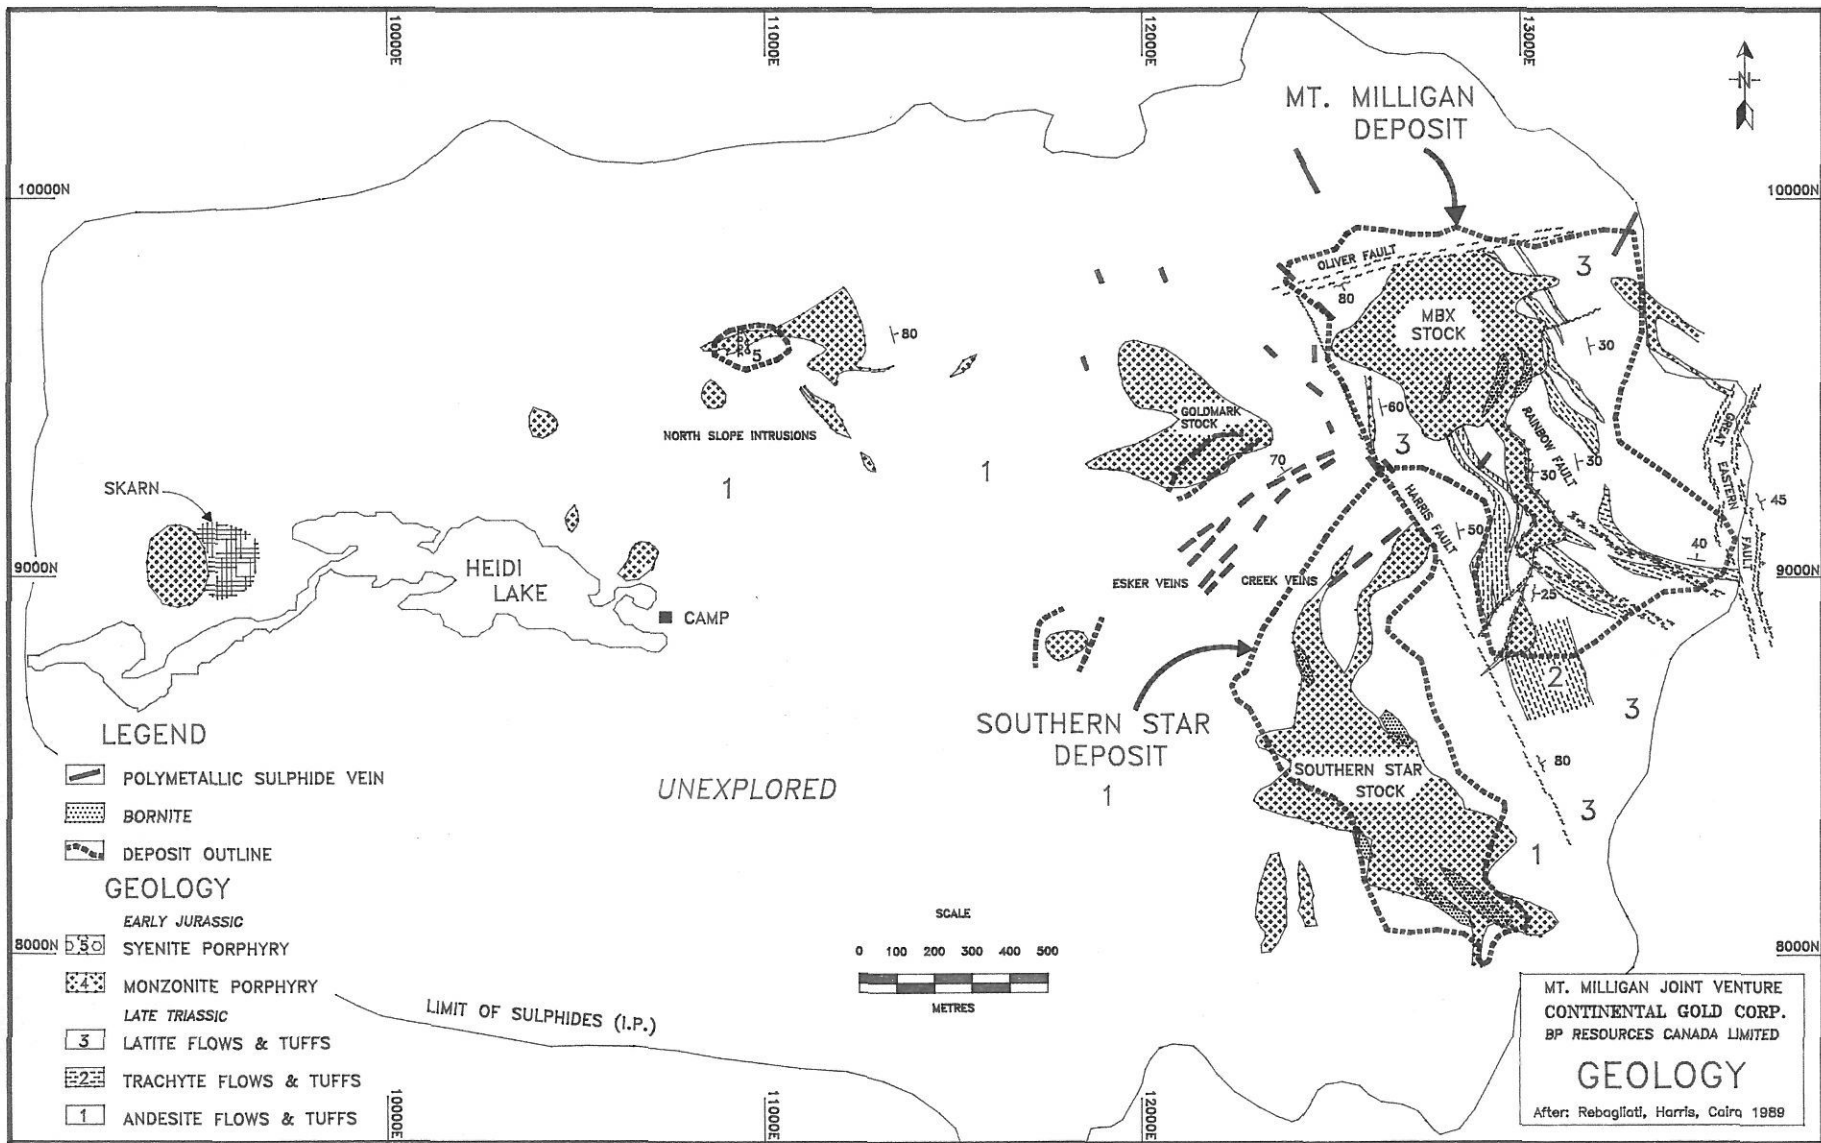 10000E
11000E
12000E
13000E
N
MT. MILLIGAN
DEPOSIT
10000N
10000N
OLIVER FAULT
3
80
MBX
STOCK
80
30
5
60
GOLDMARK
STOCK
RAINBOW FAULT
GREAT
EASTERN
FAULT
NORTH SLOPE INTRUSIONS
3
70
30
30
1
1
SKARN
HARRIS FAULT
45
50
40
9000N
HEIDI
LAKE
ESKER VEINS
CREEK VEINS
9000N
25
CAMP
2
3
SOUTHERN STAR
DEPOSIT
1
UNEXPLORED
SOUTHERN STAR
STOCK
80
3
1
LEGEND
POLYMETALLIC SULPHIDE VEIN
BORNITE
DEPOSIT OUTLINE
GEOLOGY
EARLY JURASSIC
8000N
5 SYENITE PORPHYRY
4 MONZONITE PORPHYRY
LATE TRIASSIC
3 LATITE FLOWS & TUFFS
2 TRACHYTE FLOWS & TUFFS
1 ANDESITE FLOWS & TUFFS
LIMIT OF SULPHIDES (I.P.)
SCALE
0 100 200 300 400 500
METRES
8000N
MT. MILLIGAN JOINT VENTURE
CONTINENTAL GOLD CORP.
BP RESOURCES CANADA LIMITED
GEOLOGY
After: Rebagliati, Harris, Caira 1989
10000E
11000E
12000E